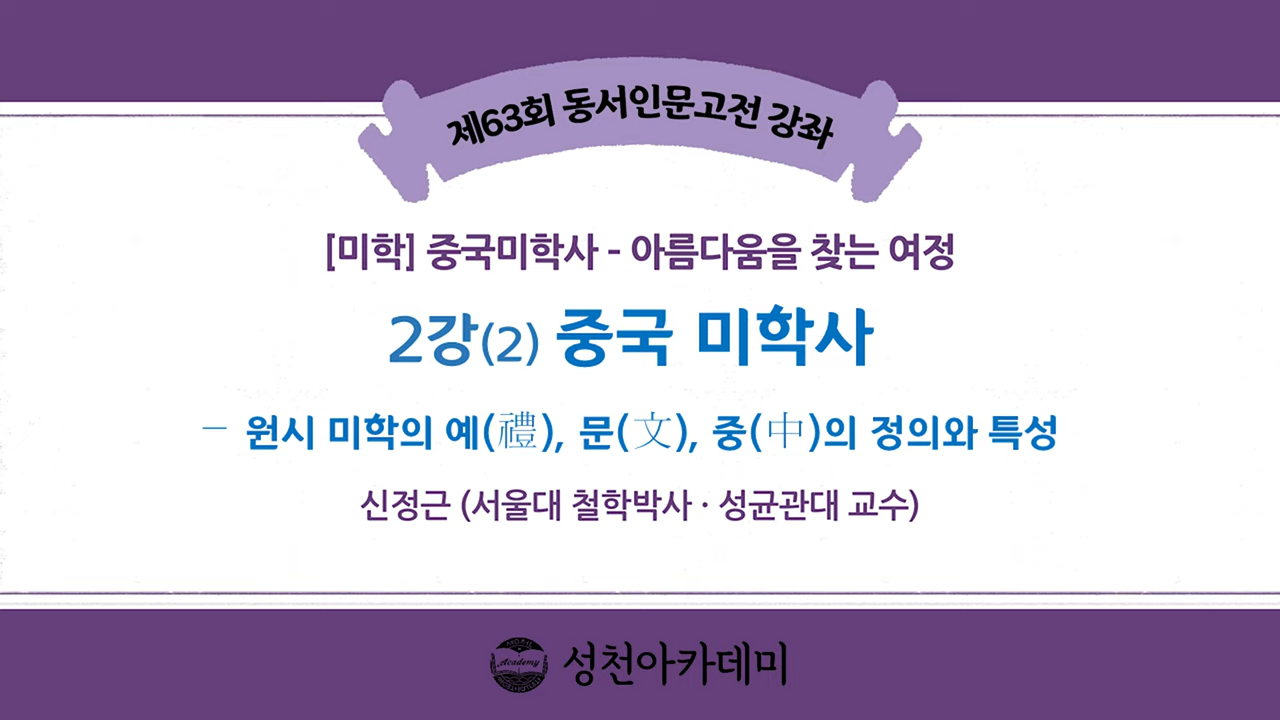 제63회 동서인문고전 강좌
[미학] 중국미학사 - 아름다움을 찾는 여정
2강(2) 중국 미학사
– 원시 미학의 예(禮), 문(文), 중(中)의 정의와 특성
신정근 (서울대 철학박사 · 성균관대 교수)
Academy
성천아카데미